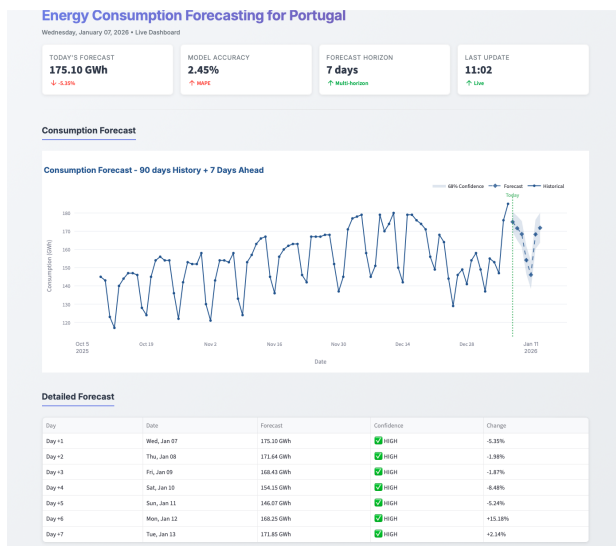 Energy Consumption Forecasting for Portugal
Wednesday, January 07, 2026 • Live Dashboard
TODAY'S FORECAST
175.10 GWh
↓ -5.35%
MODEL ACCURACY
2.45%
↑ MAPE
FORECAST HORIZON
7 days
↑ Multi-horizon
LAST UPDATE
11:02
↑ Live
Consumption Forecast
Consumption Forecast - 90 days History + 7 Days Ahead
68% Confidence Forecast Historical
Today
180
170
160
150
140
130
120
Consumption (GWh)
Oct 5 Oct 19 Nov 2 Nov 16 Nov 30 Dec 14 Dec 28 Jan 11
2025 2026
Date
Detailed Forecast
Day Date Forecast Confidence Change
Day +1 Wed, Jan 07 175.10 GWh ✅ HIGH -5.35%
Day +2 Thu, Jan 08 171.64 GWh ✅ HIGH -1.98%
Day +3 Fri, Jan 09 168.43 GWh ✅ HIGH -1.87%
Day +4 Sat, Jan 10 154.15 GWh ✅ HIGH -8.48%
Day +5 Sun, Jan 11 146.07 GWh ✅ HIGH -5.24%
Day +6 Mon, Jan 12 168.25 GWh ✅ HIGH +15.18%
Day +7 Tue, Jan 13 171.85 GWh ✅ HIGH +2.14%